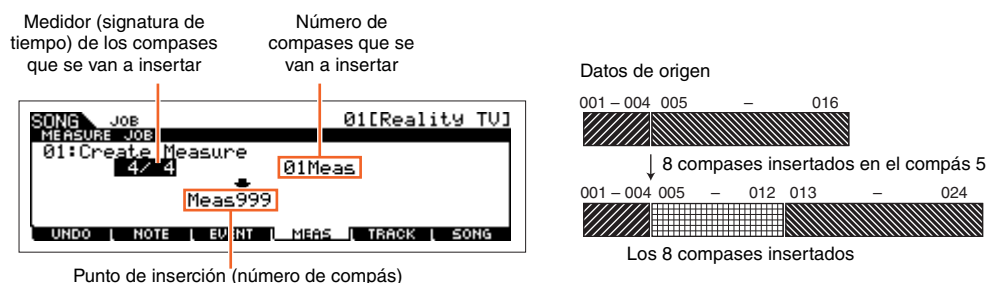 Medidor (signatura de
tiempo) de los compases
que se van a insertar
Número de
compases que se
van a insertar
SONG JOB 01[Reality TV]
MEASURE JOB
01:Create Measure
4/ 4 01Meas
Meas999
UNDO NOTE EVENT MEAS TRACK SONG
Punto de inserción (número de compás)
Datos de origen
001 – 004 005 – 016
8 compases insertados en el compás 5
001 – 004 005 – 012 013 – 024
Los 8 compases insertados